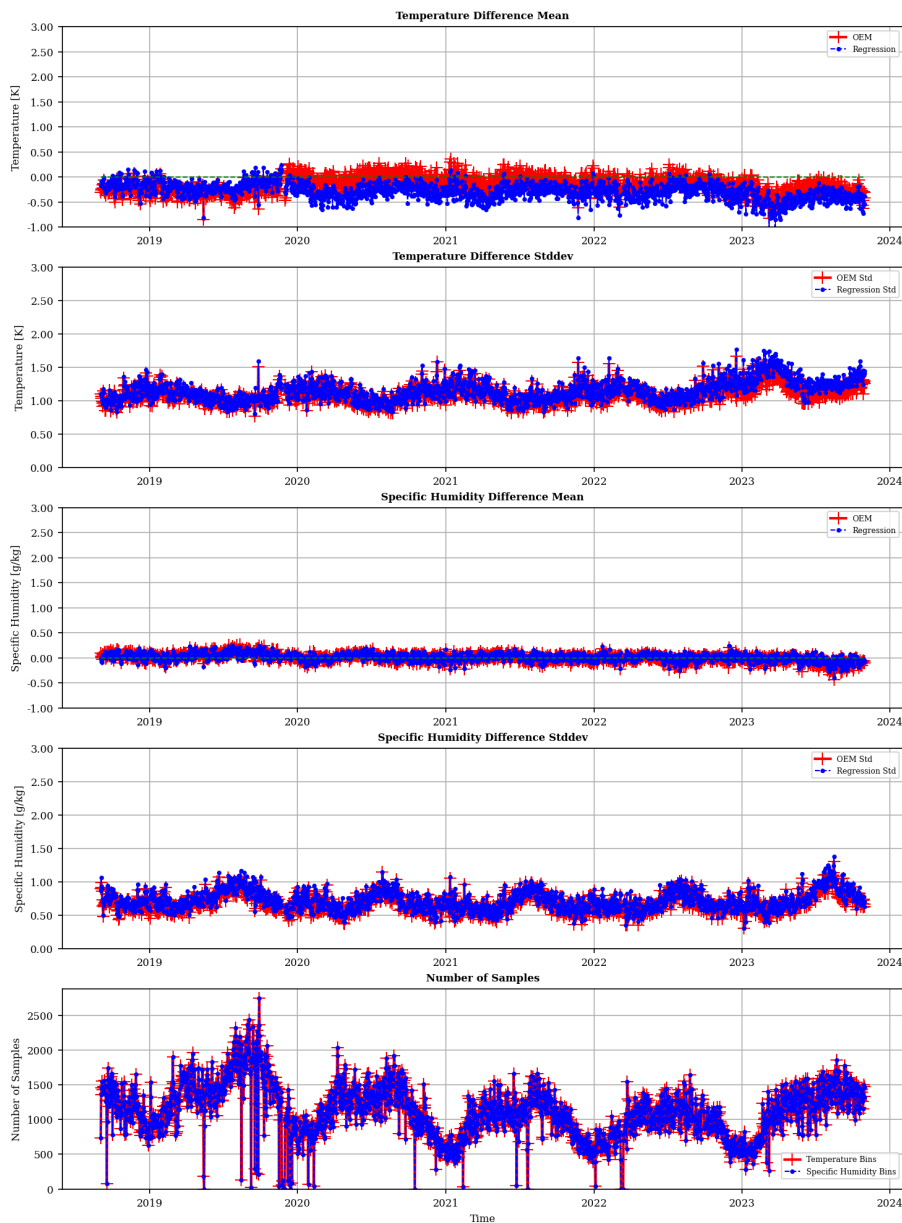 Temperature Difference Mean
3.00
2.50
2.00
1.50
1.00
0.50
0.00
-0.50
-1.00
Temperature [K]
OEM
Regression
2019 2020 2021 2022 2023 2024
Temperature Difference Stddev
3.00
2.50
2.00
1.50
1.00
0.50
0.00
Temperature [K]
OEM Std
Regression Std
2019 2020 2021 2022 2023 2024
Specific Humidity Difference Mean
3.00
2.50
2.00
1.50
1.00
0.50
0.00
-0.50
-1.00
Specific Humidity [g/kg]
OEM
Regression
2019 2020 2021 2022 2023 2024
Specific Humidity Difference Stddev
3.00
2.50
2.00
1.50
1.00
0.50
0.00
Specific Humidity [g/kg]
OEM Std
Regression Std
2019 2020 2021 2022 2023 2024
Number of Samples
2500
2000
1500
1000
500
0
Number of Samples
Temperature Bins
Specific Humidity Bins
2019 2020 2021 2022 2023 2024
Time